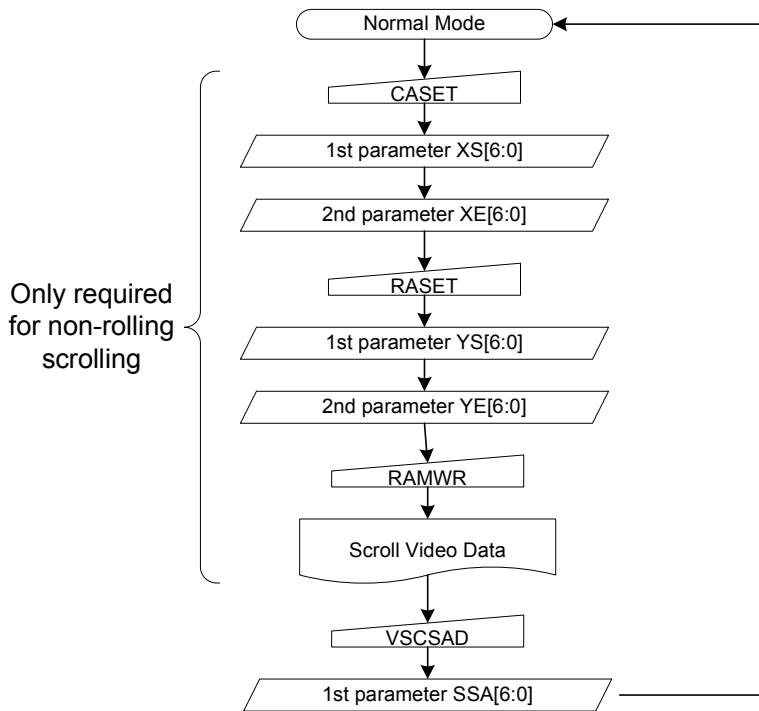 Normal Mode
CASET
1st parameter XS[6:0]
2nd parameter XE[6:0]
RASET
1st parameter YS[6:0]
2nd parameter YE[6:0]
RAMWR
Scroll Video Data
VSCSAD
1st parameter SSA[6:0]
Only required
for non-rolling
scrolling